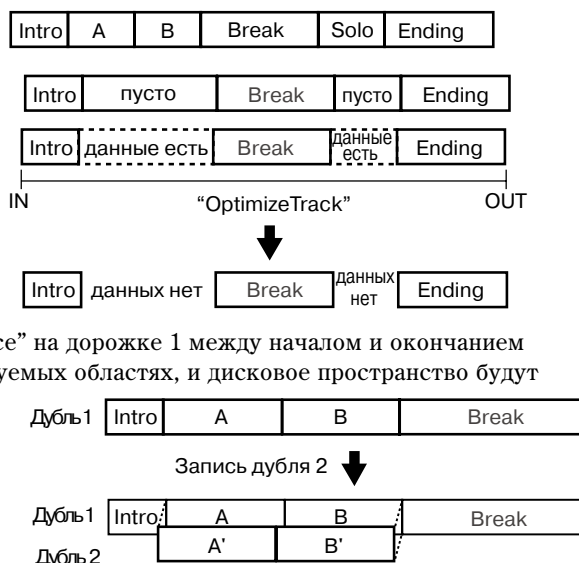 Intro A B Break Solo Ending
Intro пусто Break пусто Ending
Intro данные есть Break данные есть Ending
IN "OptimizeTrack" OUT
Intro данных нет Break данных нет Ending
се” на дорожке 1 между началом и окончанием
уемых областях, и дисковое пространство будут
Дубль1 Intro A B Break
Запись дубля 2
Дубль1 Intro A B Break
Дубль 2 A' B'